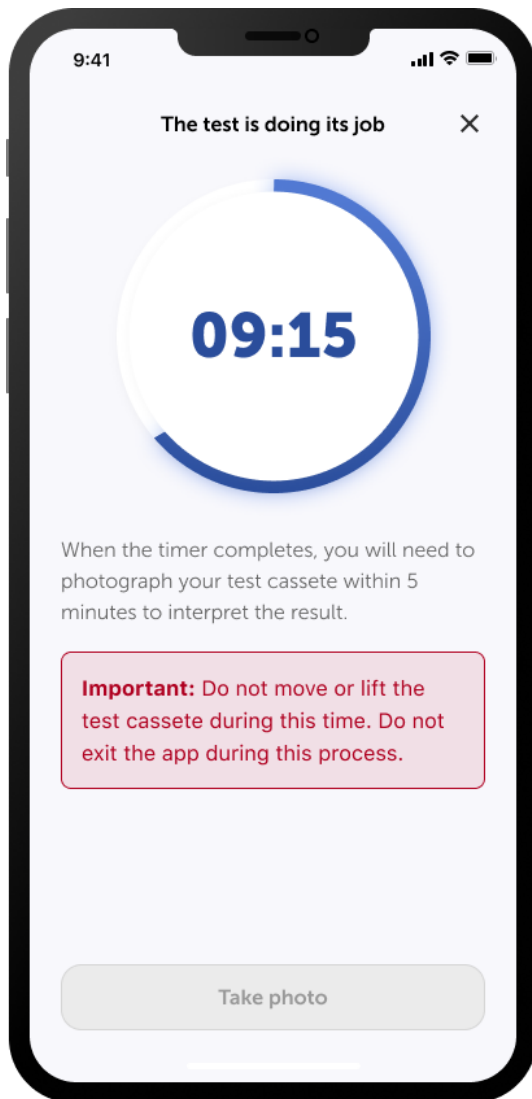 9:41
The test is doing its job
09:15
When the timer completes, you will need to
photograph your test cassete within 5
minutes to interpret the result.
Important: Do not move or lift the
test cassete during this time. Do not
exit the app during this process.
Take photo